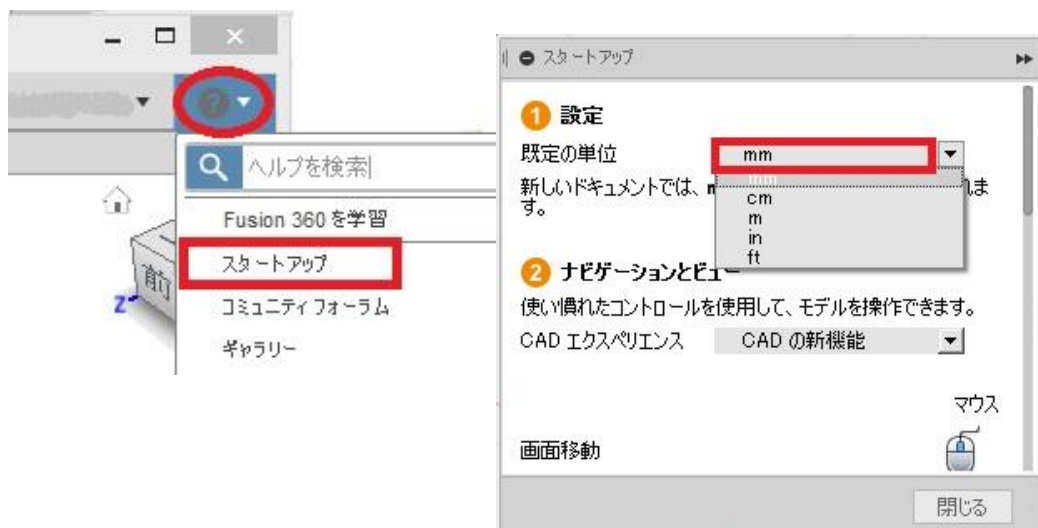 ?
ヘルプを検索
Fusion 360 を学習
スタートアップ
コミュニティ フォーラム
ギャラリー
前
Z
スタートアップ
1 設定
既定の単位 mm
mm
cm
m
in
ft
新しいドキュメントでは、
す。
2 ナビゲーションとビュー
使い慣れたコントロールを使用して、モデルを操作できます。
CAD エクスペリエンス CAD の新機能
マウス
画面移動
閉じる